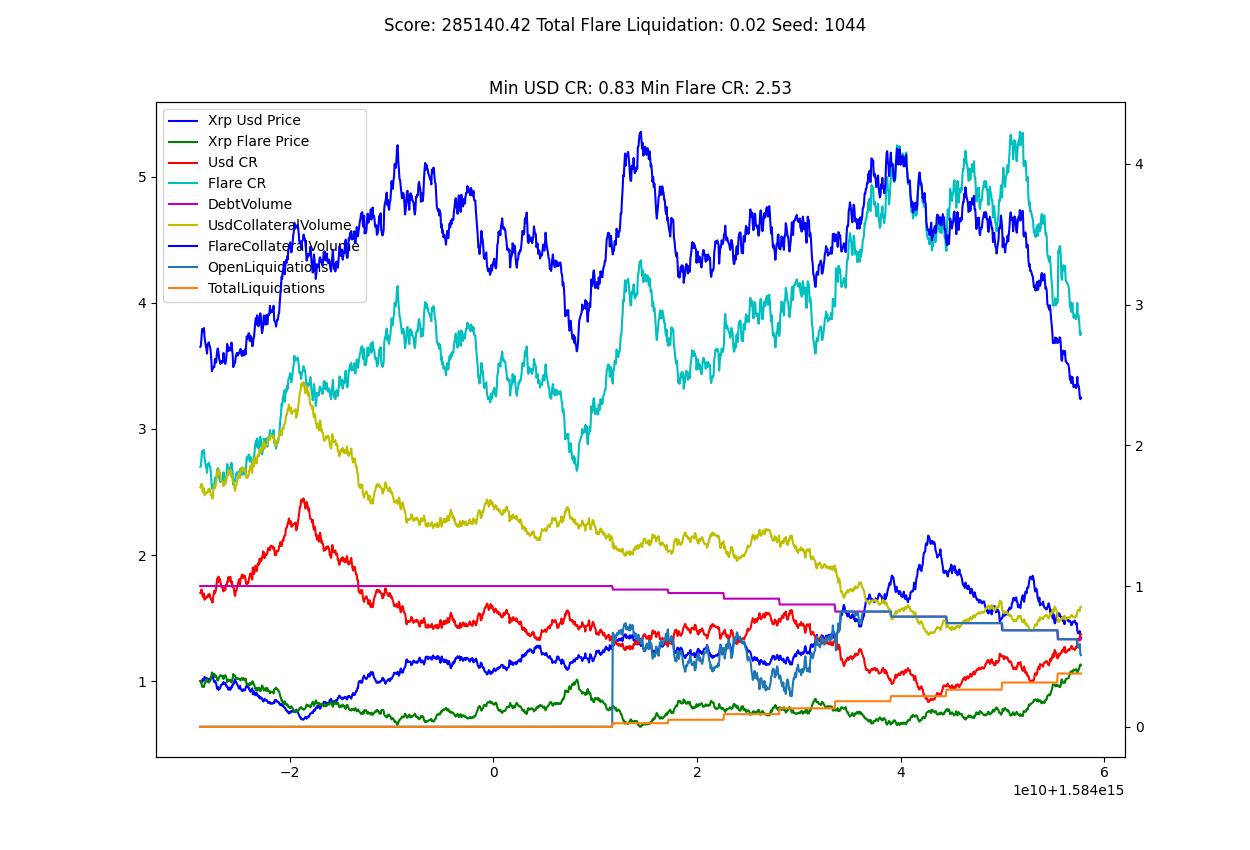 Score: 285140.42 Total Flare Liquidation: 0.02 Seed: 1044
Min USD CR: 0.83 Min Flare CR: 2.53
Xrp Usd Price
Xrp Flare Price
Usd CR
Flare CR
DebtVolume
UsdCollateralVolume
FlareCollateralVolume
OpenLiquidations
TotalLiquidations
5
4
3
2
1
4
3
2
1
0
−2
0
2
4
6
1e10+1.584e15